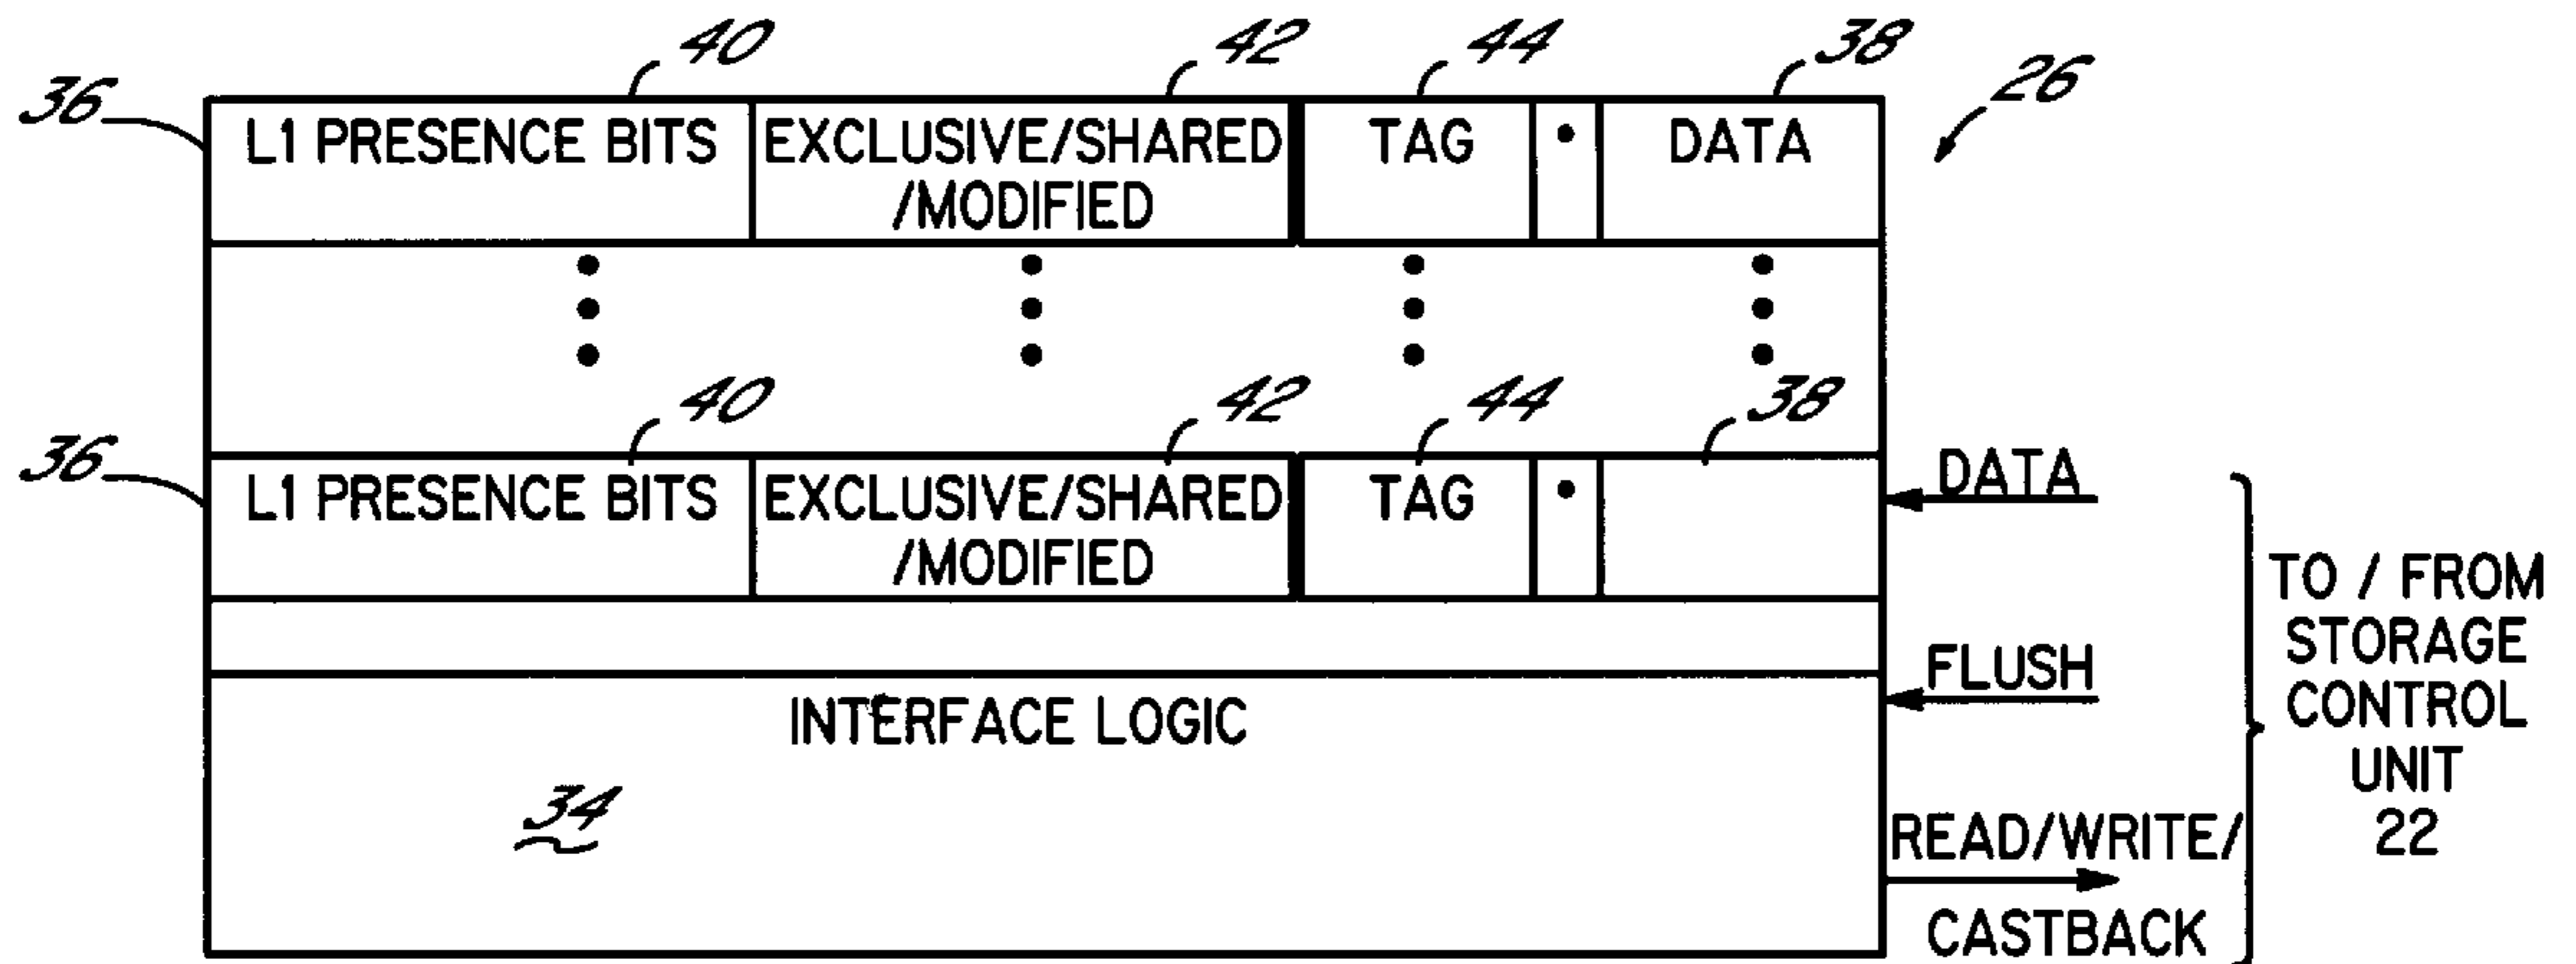 40 42 44 38
36 26
L1 PRESENCE BITS EXCLUSIVE/SHARED TAG • DATA
/MODIFIED
40 42 44 38
36 DATA
L1 PRESENCE BITS EXCLUSIVE/SHARED TAG •
/MODIFIED
TO / FROM
STORAGE
CONTROL
UNIT
22
FLUSH
INTERFACE LOGIC
34
READ/WRITE/
CASTBACK